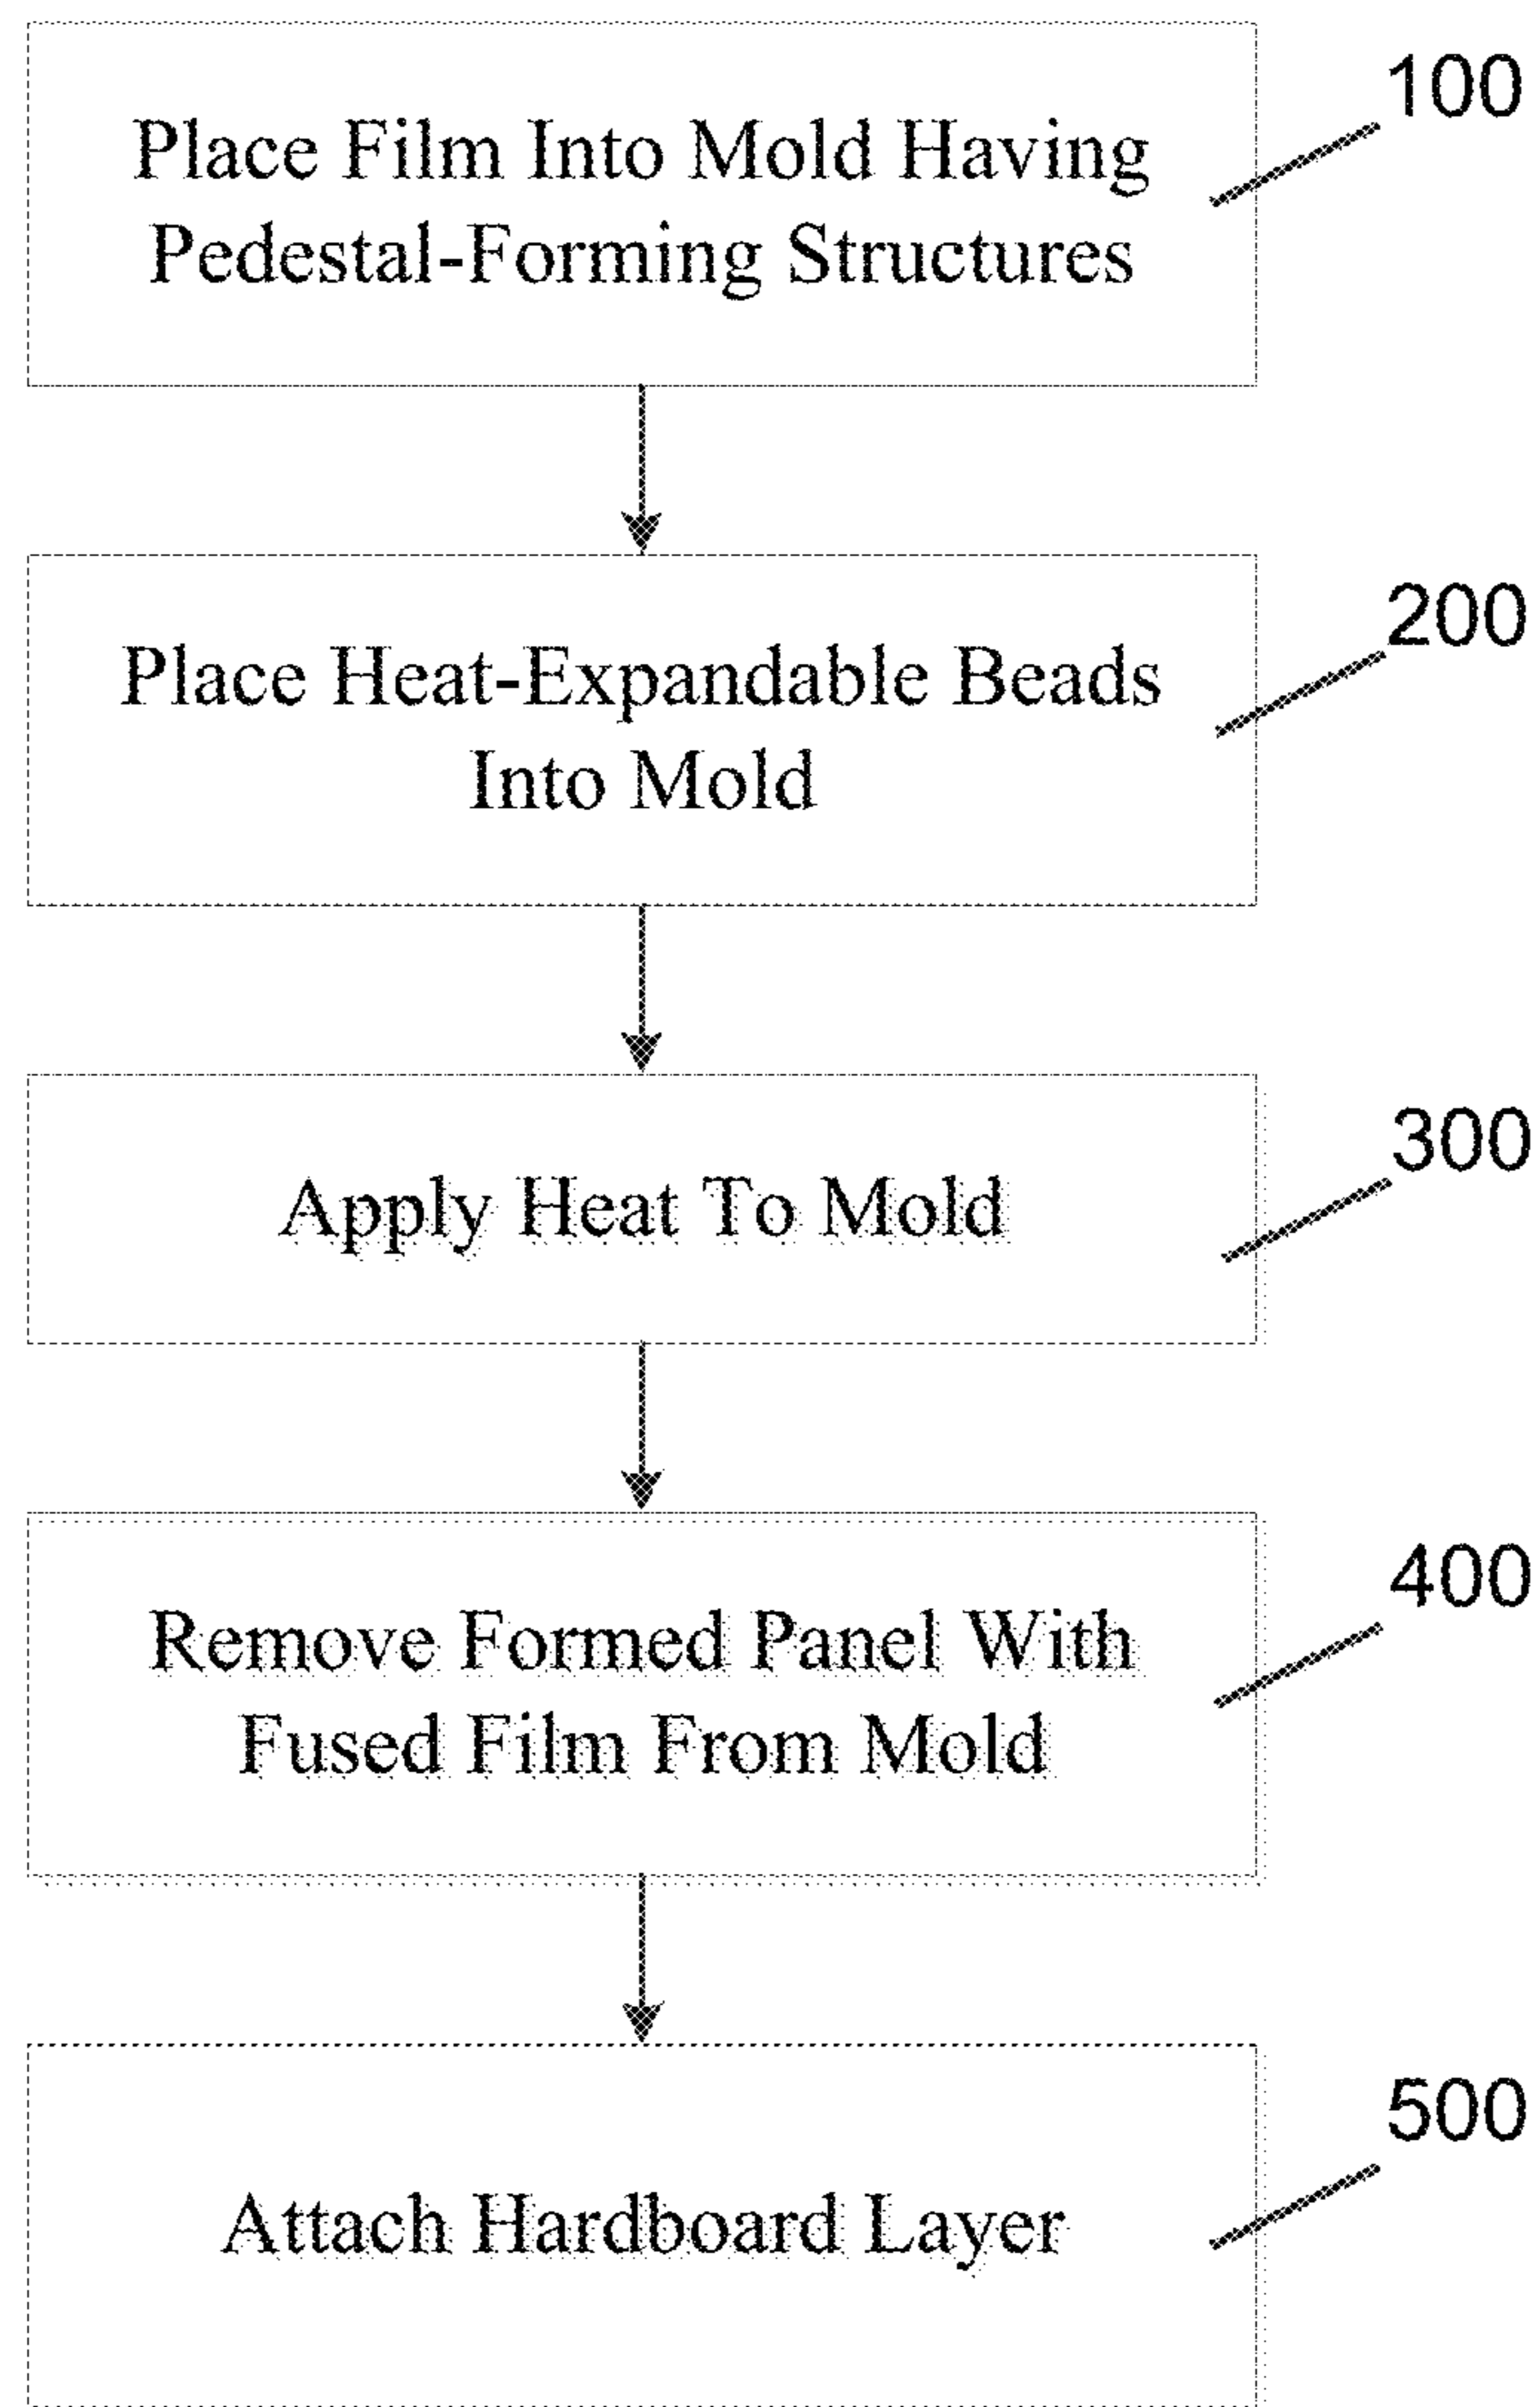 Place Film Into Mold Having
Pedestal-Forming Structures
100
Place Heat-Expandable Beads
Into Mold
200
Apply Heat To Mold
300
Remove Formed Panel With
Fused Film From Mold
400
Attach Hardboard Layer
500